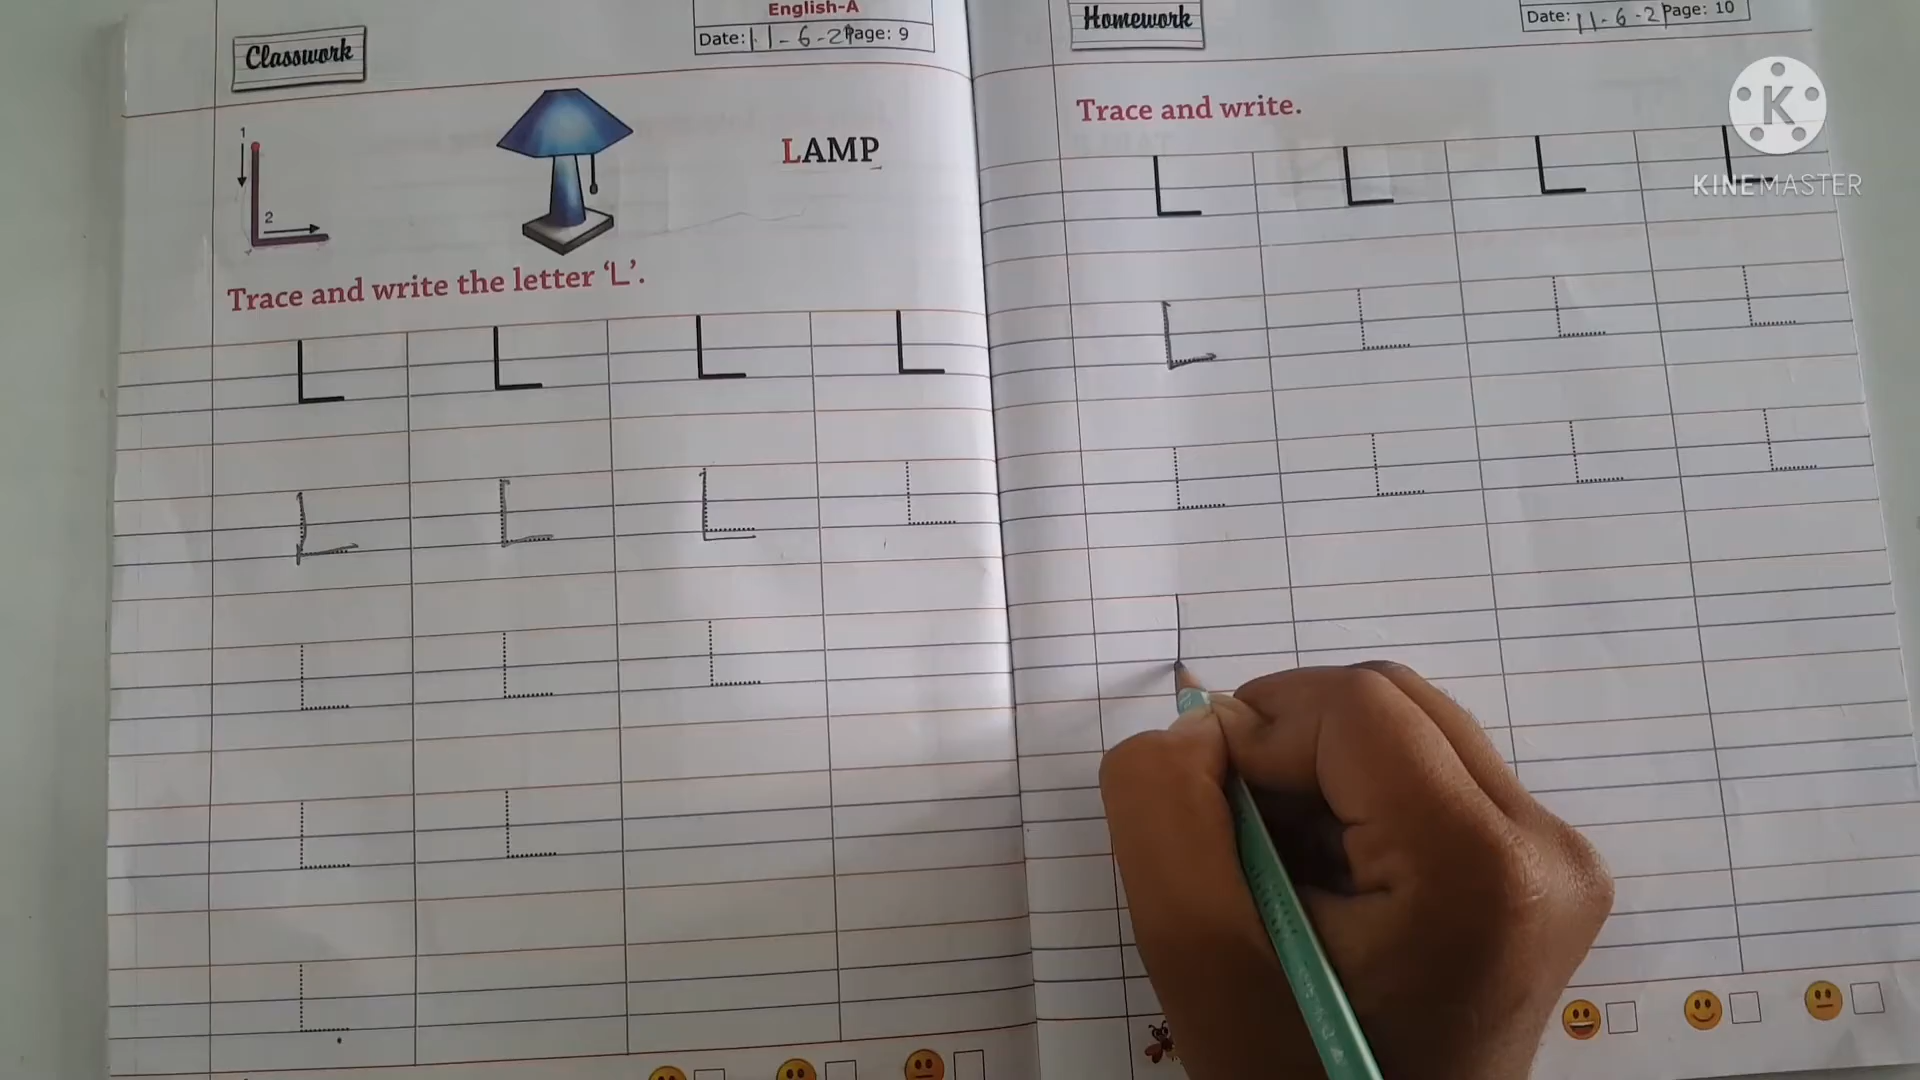 Classwork
English-A
Date: 11-6-21 Page: 9
1
2
LAMP
Trace and write the letter ‘L’.
L L L L
L L L L
L L L
L L
L
Homework
Date: 11-6-21 Page: 10
Trace and write.
L L L L
L L L L
L L L L
K
KINEMASTER